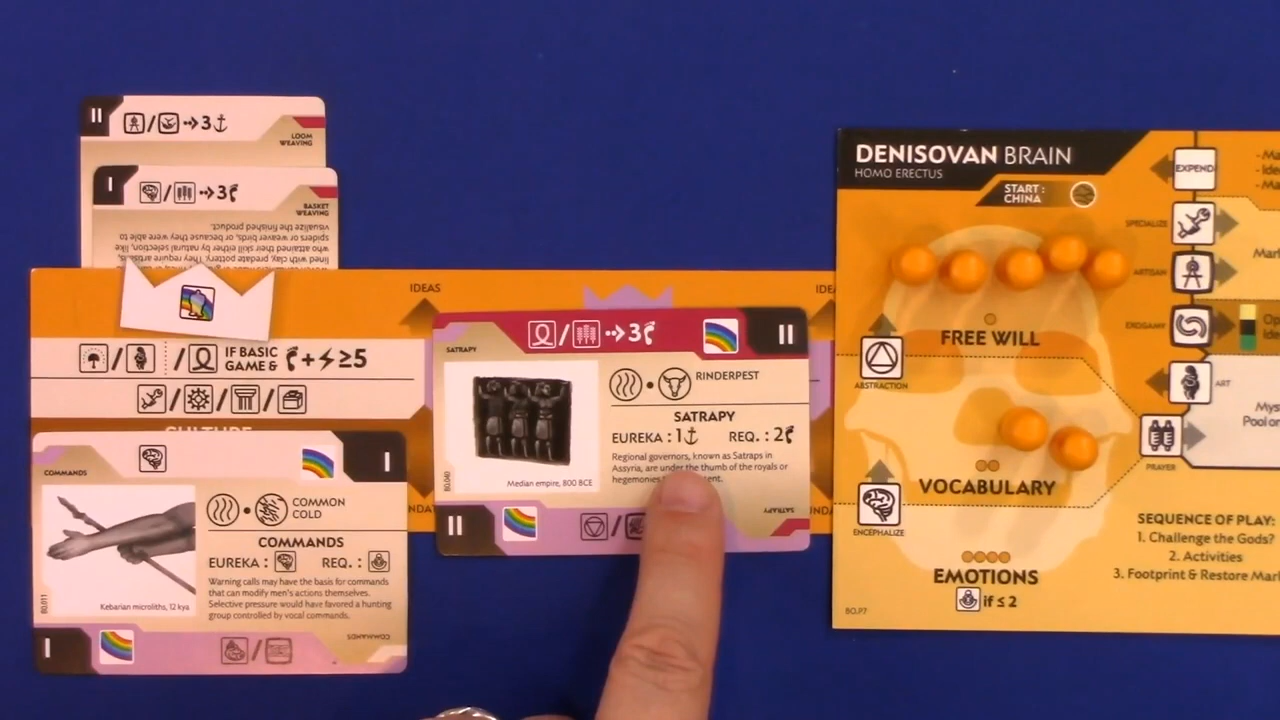 II
/ 3
LOOM
WEAVING
I
/ 3
BASKET
WEAVING
visualize the finished product.
spiders or weaver birds, or because they were able to
who attained their skill either by natural selection, like
lined with clay, predate pottery. They require artisans,
IDEAS
/ / IF BASIC
GAME & + ≥5
/ / /
CULTURE
COMMANDS
I
COMMON
COLD
COMMANDS
EUREKA : REQ. :
Warning calls may have the basis for commands
that can modify men's actions themselves.
Selective pressure would have favored a hunting
group controlled by vocal commands.
Kebarian microliths, 12 kya
BO.011
I
/
COMMANDS
SATRAPY
/ 3
II
RINDERPEST
SATRAPY
EUREKA : 1 REQ. : 2
Regional governors, known as Satraps in
Assyria, are under the thumb of the royals or
hegemonies
Median empire, 800 BCE
BO.040
II
/
SATRAPY
DENISOVAN BRAIN
HOMO ERECTUS
START :
CHINA
EXPEND
SPECIALIZE
ARTISAN
EXOGAMY
ART
PRAYER
FREE WILL
ABSTRACTION
VOCABULARY
ENCEPHALIZE
EMOTIONS
if ≤ 2
BO.P7
SEQUENCE OF PLAY:
1. Challenge the Gods?
2. Activities
3. Footprint & Restore